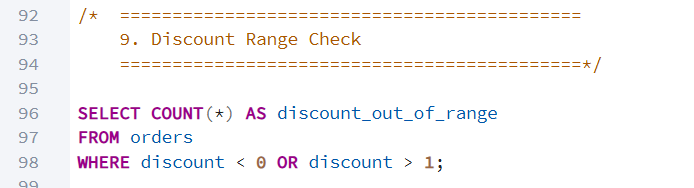 92 /* ============================================
93 9. Discount Range Check
94 ============================================*/
95
96 SELECT COUNT(*) AS discount_out_of_range
97 FROM orders
98 WHERE discount < 0 OR discount > 1;
99